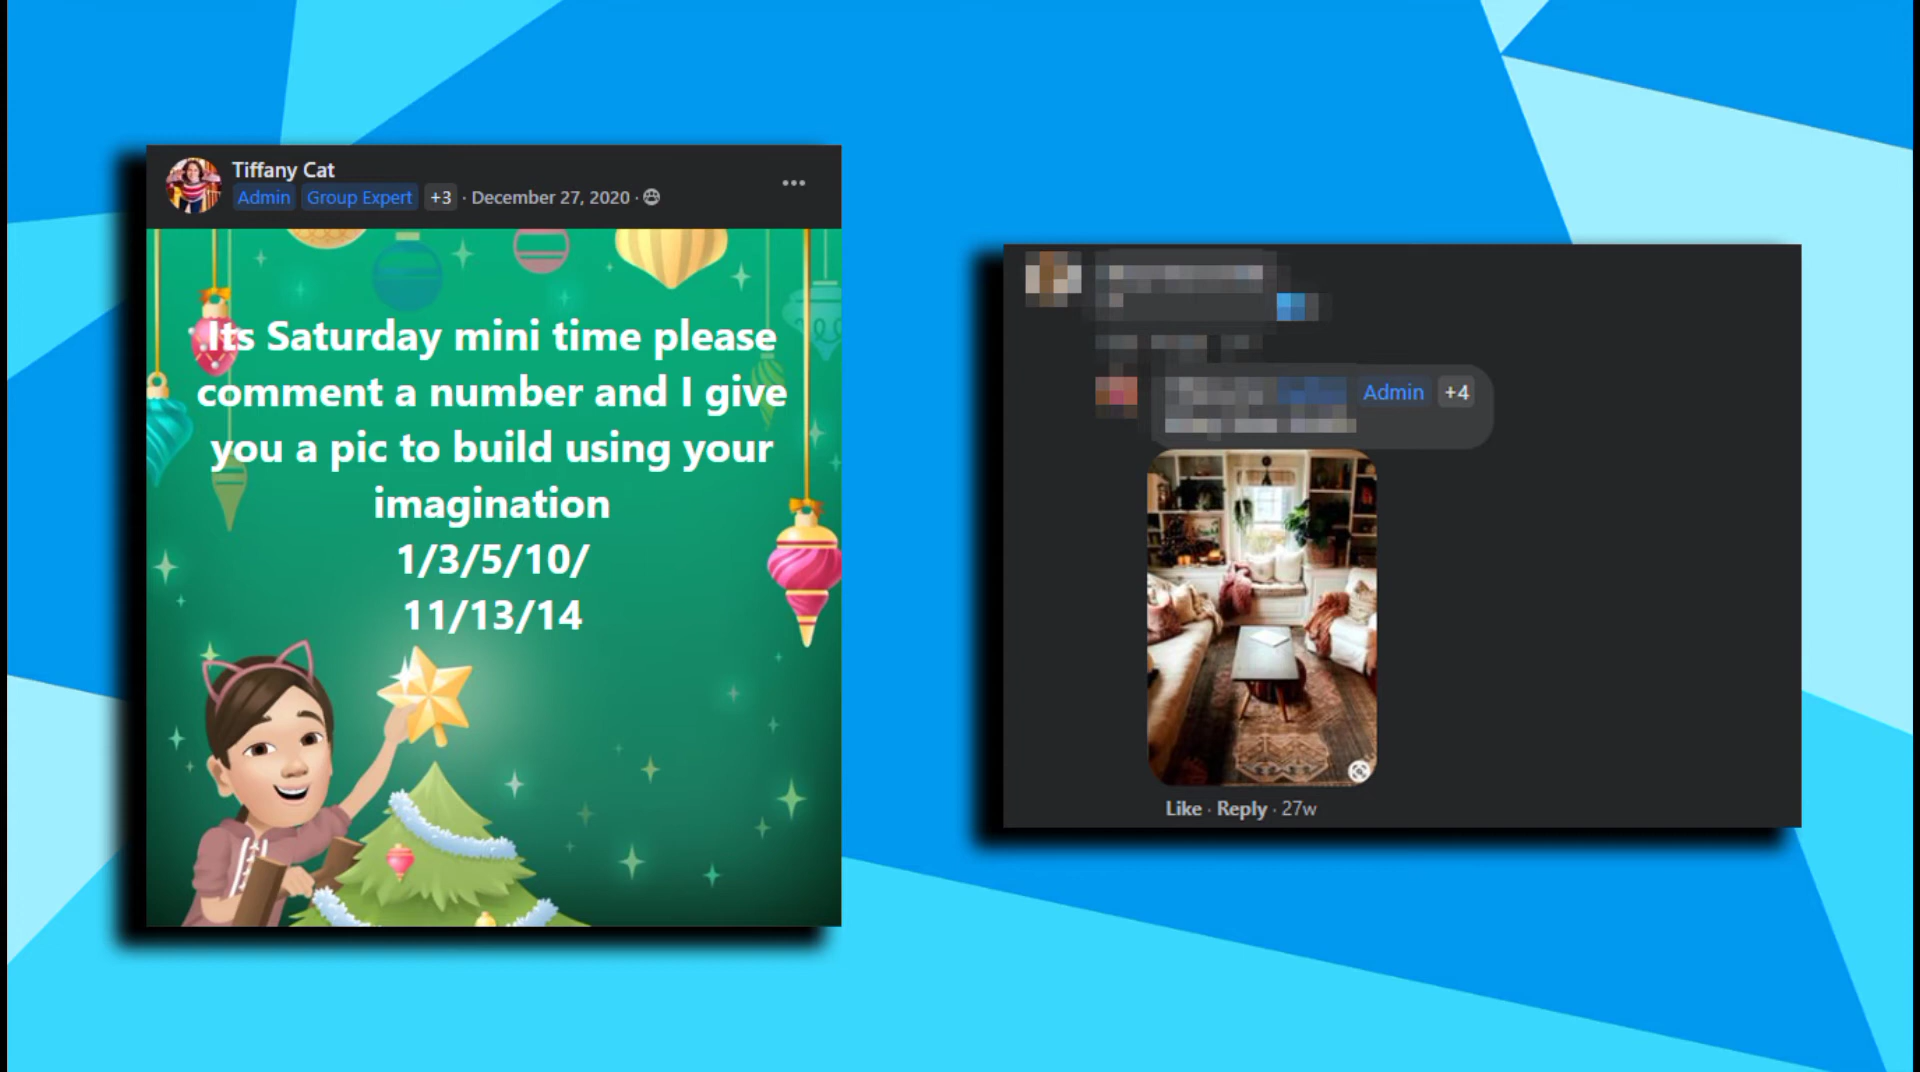 Tiffany Cat
Admin Group Expert +3 · December 27, 2020 ·
Its Saturday mini time please
comment a number and I give
you a pic to build using your
imagination
1/3/5/10/
11/13/14
Admin +4
Like · Reply · 27w